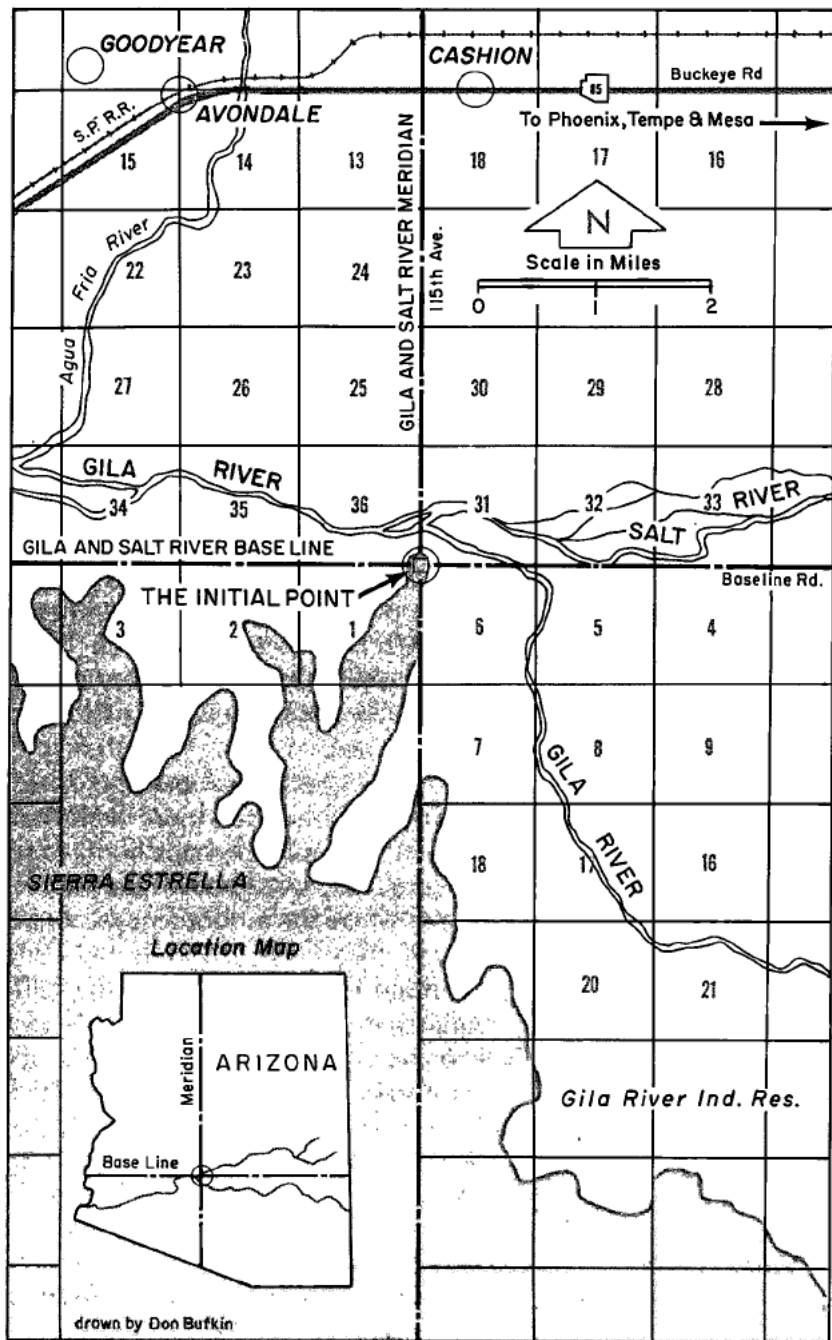 GOODYEAR
CASHION
Buckeye Rd
85
S.P. R.R.
AVONDALE
To Phoenix, Tempe & Mesa
15
14
13
18
17
16
N
Agua Fria River
22
23
24
GILA AND SALT RIVER MERIDIAN
115th Ave.
Scale in Miles
0
1
2
27
26
25
30
29
28
GILA RIVER
34
35
36
31
32
33
SALT RIVER
GILA AND SALT RIVER BASE LINE
Baseline Rd.
THE INITIAL POINT
3
2
1
6
5
4
7
8
9
GILA RIVER
18
17
16
SIERRA ESTRELLA
20
21
Location Map
Meridian
ARIZONA
Base Line
Gila River Ind. Res.
drawn by Don Bufkin